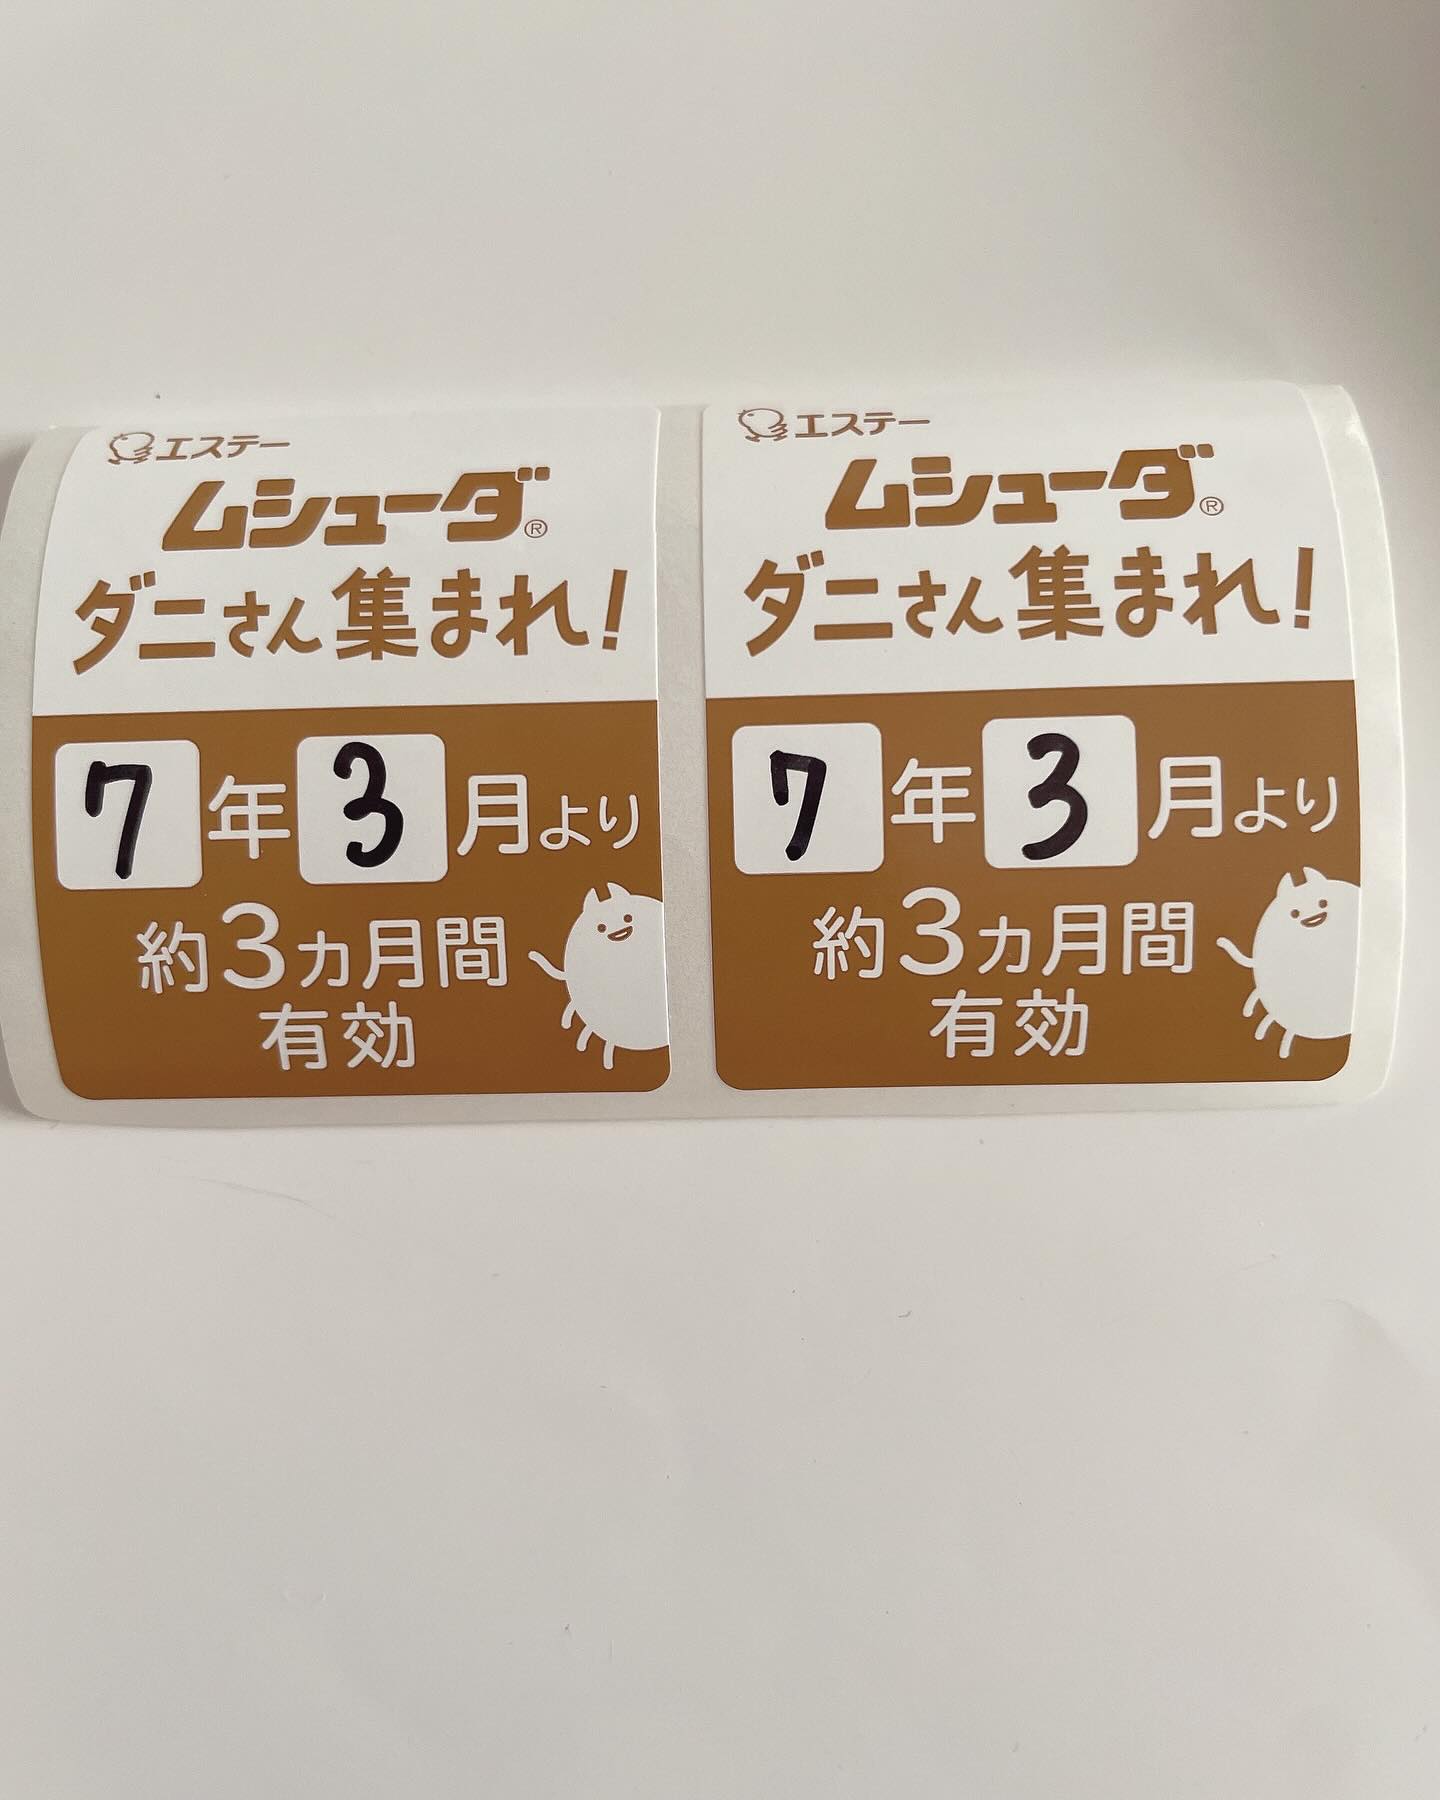 エステー
ムシューダ®
ダニさん集まれ!
7年3月より
約3カ月間
有効
エステー
ムシューダ®
ダニさん集まれ!
7年3月より
約3カ月間
有効